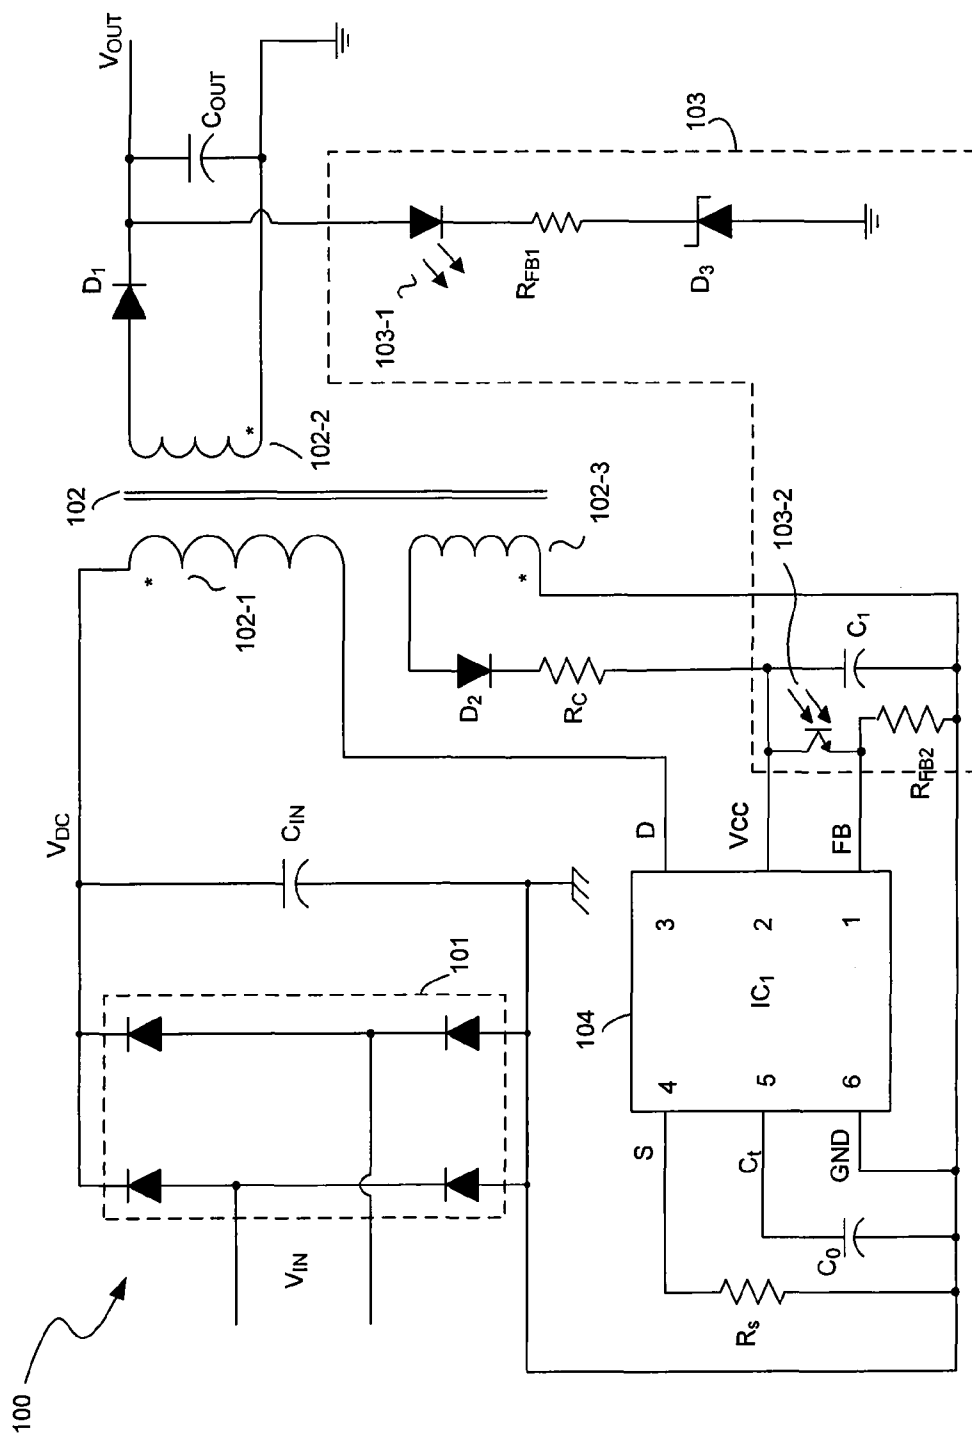 100
V_IN
101
V_DC
C_IN
102
102-1
102-2
102-3
D_1
V_OUT
C_OUT
103
103-1
R_FB1
D_3
D_2
R_C
103-2
C_1
R_FB2
104
IC_1
D
3
VCC
2
FB
1
S
4
C_t
5
GND
6
R_s
C_0
*
*
*